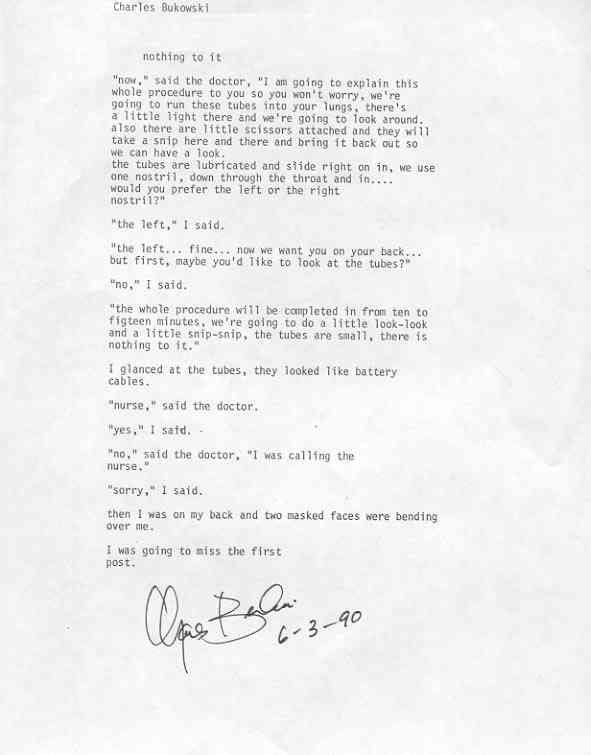 Charles Bukowski
nothing to it
"now," said the doctor, "I am going to explain this
whole procedure to you so you won't worry, we're
going to run these tubes into your lungs, there's
a little light there and we're going to look around.
also there are little scissors attached and they will
take a snip here and there and bring it back out so
we can have a look.
the tubes are lubricated and slide right on in, we use
one nostril, down through the throat and in....
would you prefer the left or the right
nostril?"
"the left," I said.
"the left... fine... now we want you on your back...
but first, maybe you'd like to look at the tubes?"
"no," I said.
"the whole procedure will be completed in from ten to
figteen minutes, we're going to do a little look-look
and a little snip-snip, the tubes are small, there is
nothing to it."
I glanced at the tubes, they looked like battery
cables.
"nurse," said the doctor.
"yes," I said.
"no," said the doctor, "I was calling the
nurse."
"sorry," I said.
then I was on my back and two masked faces were bending
over me.
I was going to miss the first
post.
6-3-90